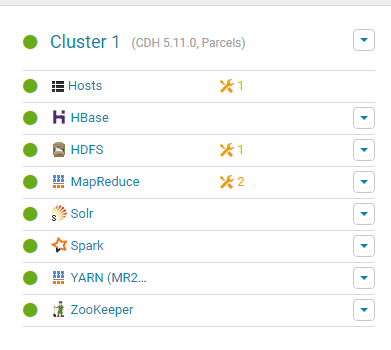 Cluster 1 (CDH 5.11.0, Parcels)
Hosts 1
HBase
HDFS 1
MapReduce 2
S Solr
Spark
YARN (MR2...
ZooKeeper